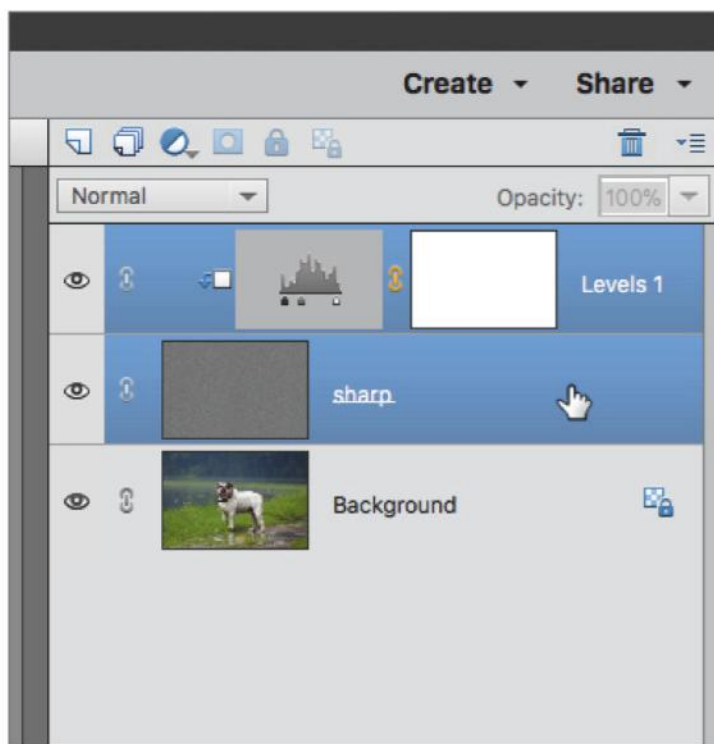 Create Share
Normal Opacity: 100%
Levels 1
sharp
Background